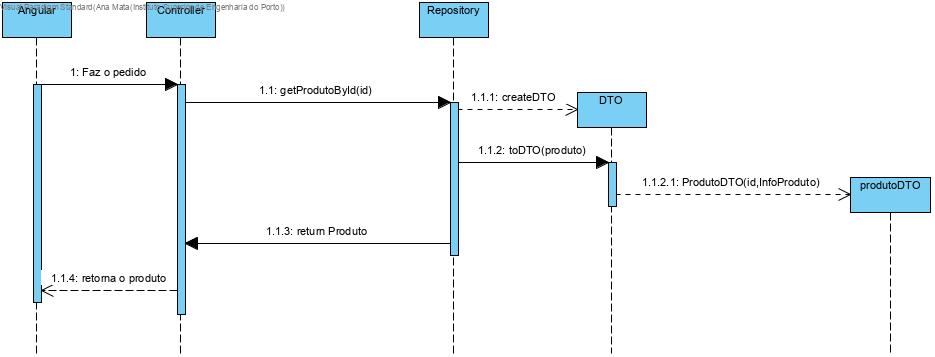 Visual Paradigm Standard(Ana Mata(Instituto Superior de Engenharia do Porto))
Angular
Controller
Repository
1: Faz o pedido
1.1: getProdutoById(id)
1.1.1: createDTO
DTO
1.1.2: toDTO(produto)
1.1.2.1: ProdutoDTO(id,InfoProduto)
produtoDTO
1.1.3: return Produto
1.1.4: retorna o produto